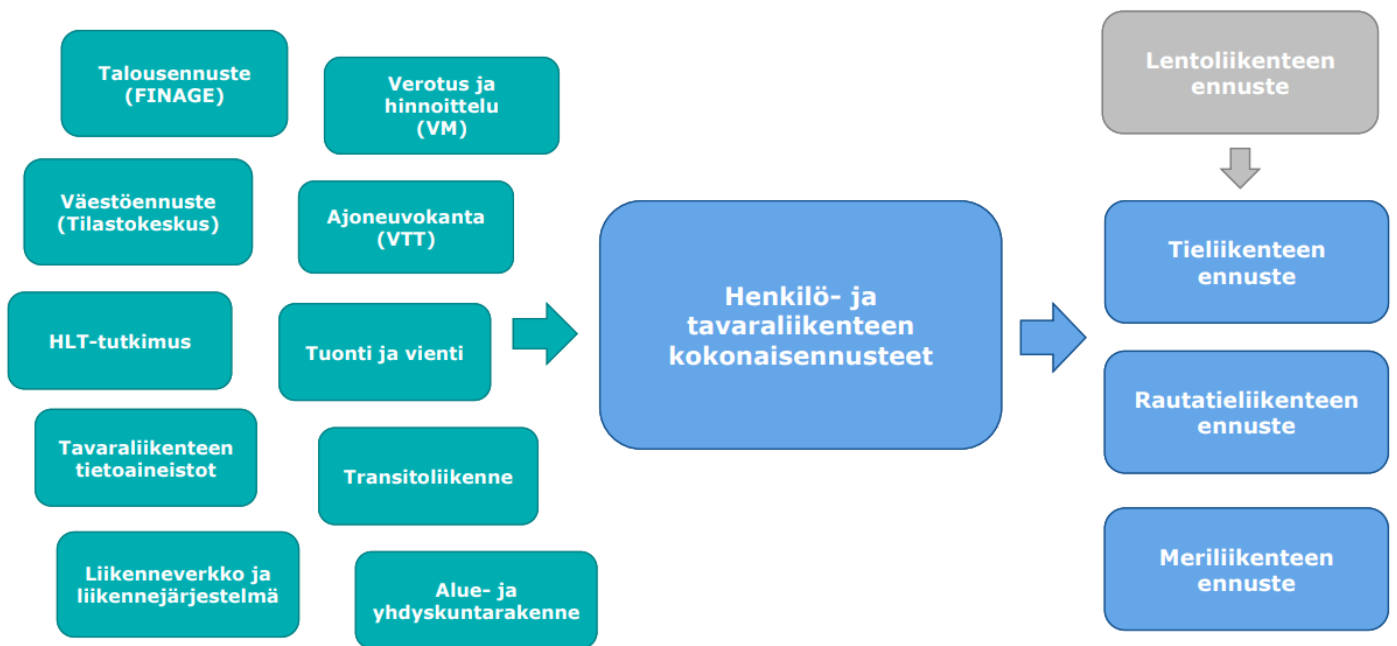 Talousennuste
(FINAGE)
Verotus ja
hinnoittelu
(VM)
Väestöennuste
(Tilastokeskus)
Ajoneuvokanta
(VTT)
HLT-tutkimus
Tuonti ja vienti
Tavaraliikenteen
tietoaineistot
Transitoliikenne
Liikenneverkko ja
liikennejärjestelmä
Alue- ja
yhdyskuntarakenne
Henkilö- ja
tavaraliikenteen
kokonaisennusteet
Lentoliikenteen
ennuste
Tieliikenteen
ennuste
Rautatieliikenteen
ennuste
Meriliikenteen
ennuste